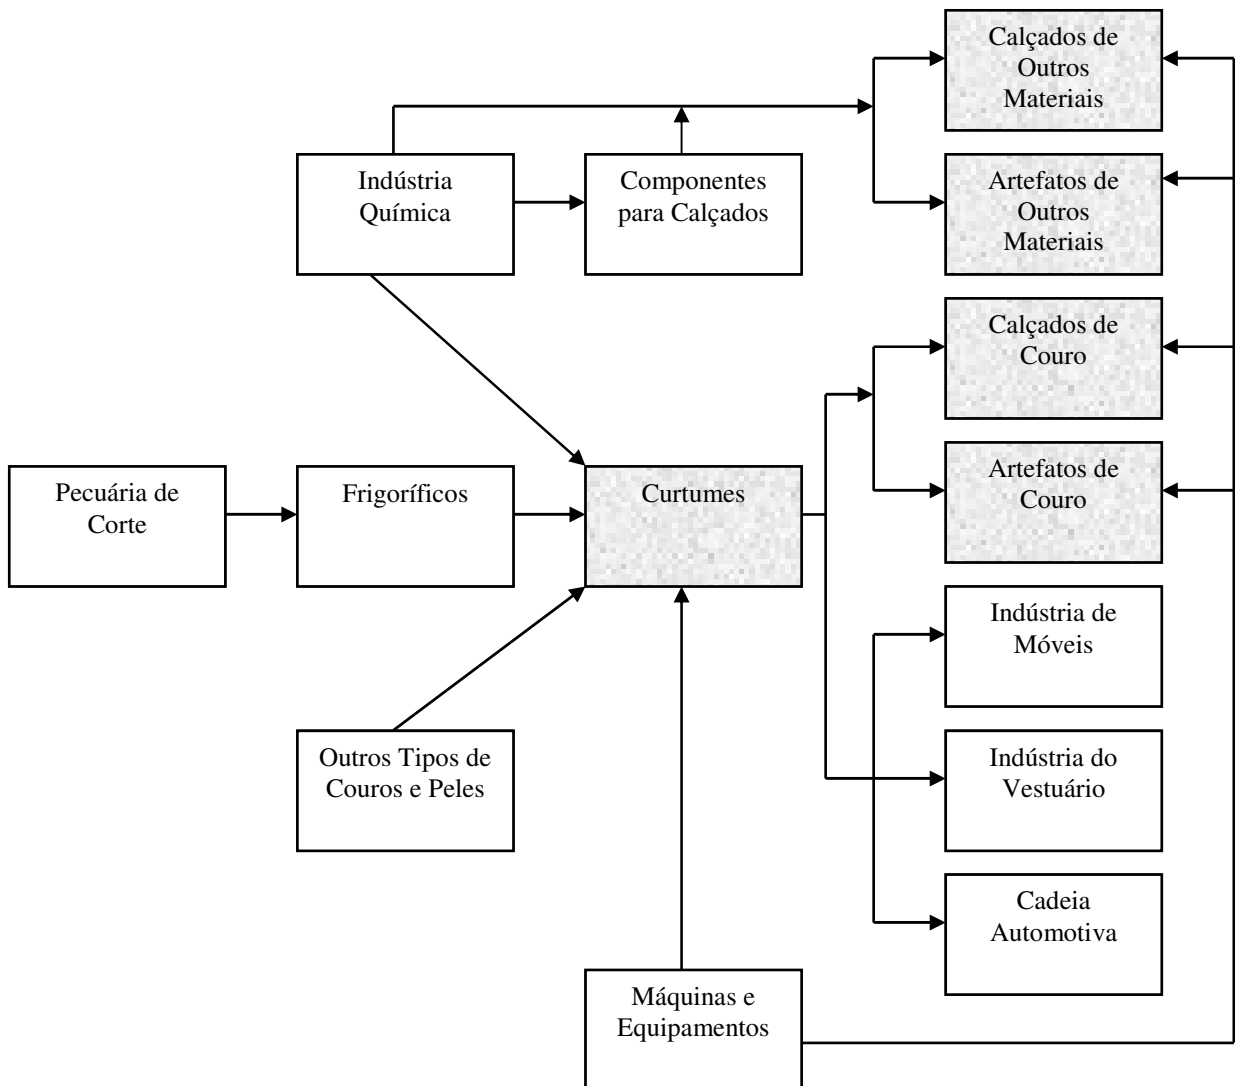 Calçados de
Outros
Materiais
Indústria
Química
Componentes
para Calçados
Artefatos de
Outros
Materiais
Calçados de
Couro
Pecuária de
Corte
Frigoríficos
Curtumes
Artefatos de
Couro
Indústria de
Móveis
Outros Tipos de
Couros e Peles
Indústria do
Vestuário
Cadeia
Automotiva
Máquinas e
Equipamentos